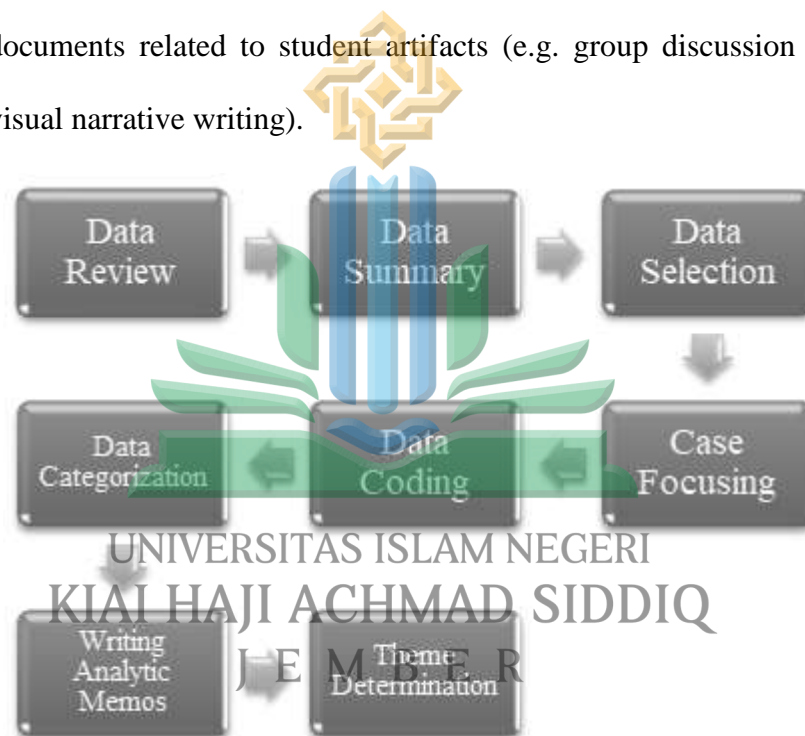 documents related to student artifacts (e.g. group discussion
visual narrative writing).
Data
Review
Data
Summary
Data
Selection
Data
Categorization
Data
Coding
Case
Focusing
UNIVERSITAS ISLAM NEGERI
KIAI HAJI ACHMAD SIDDIQ
JEMBER
Writing
Analytic
Memos
Theme
Determination